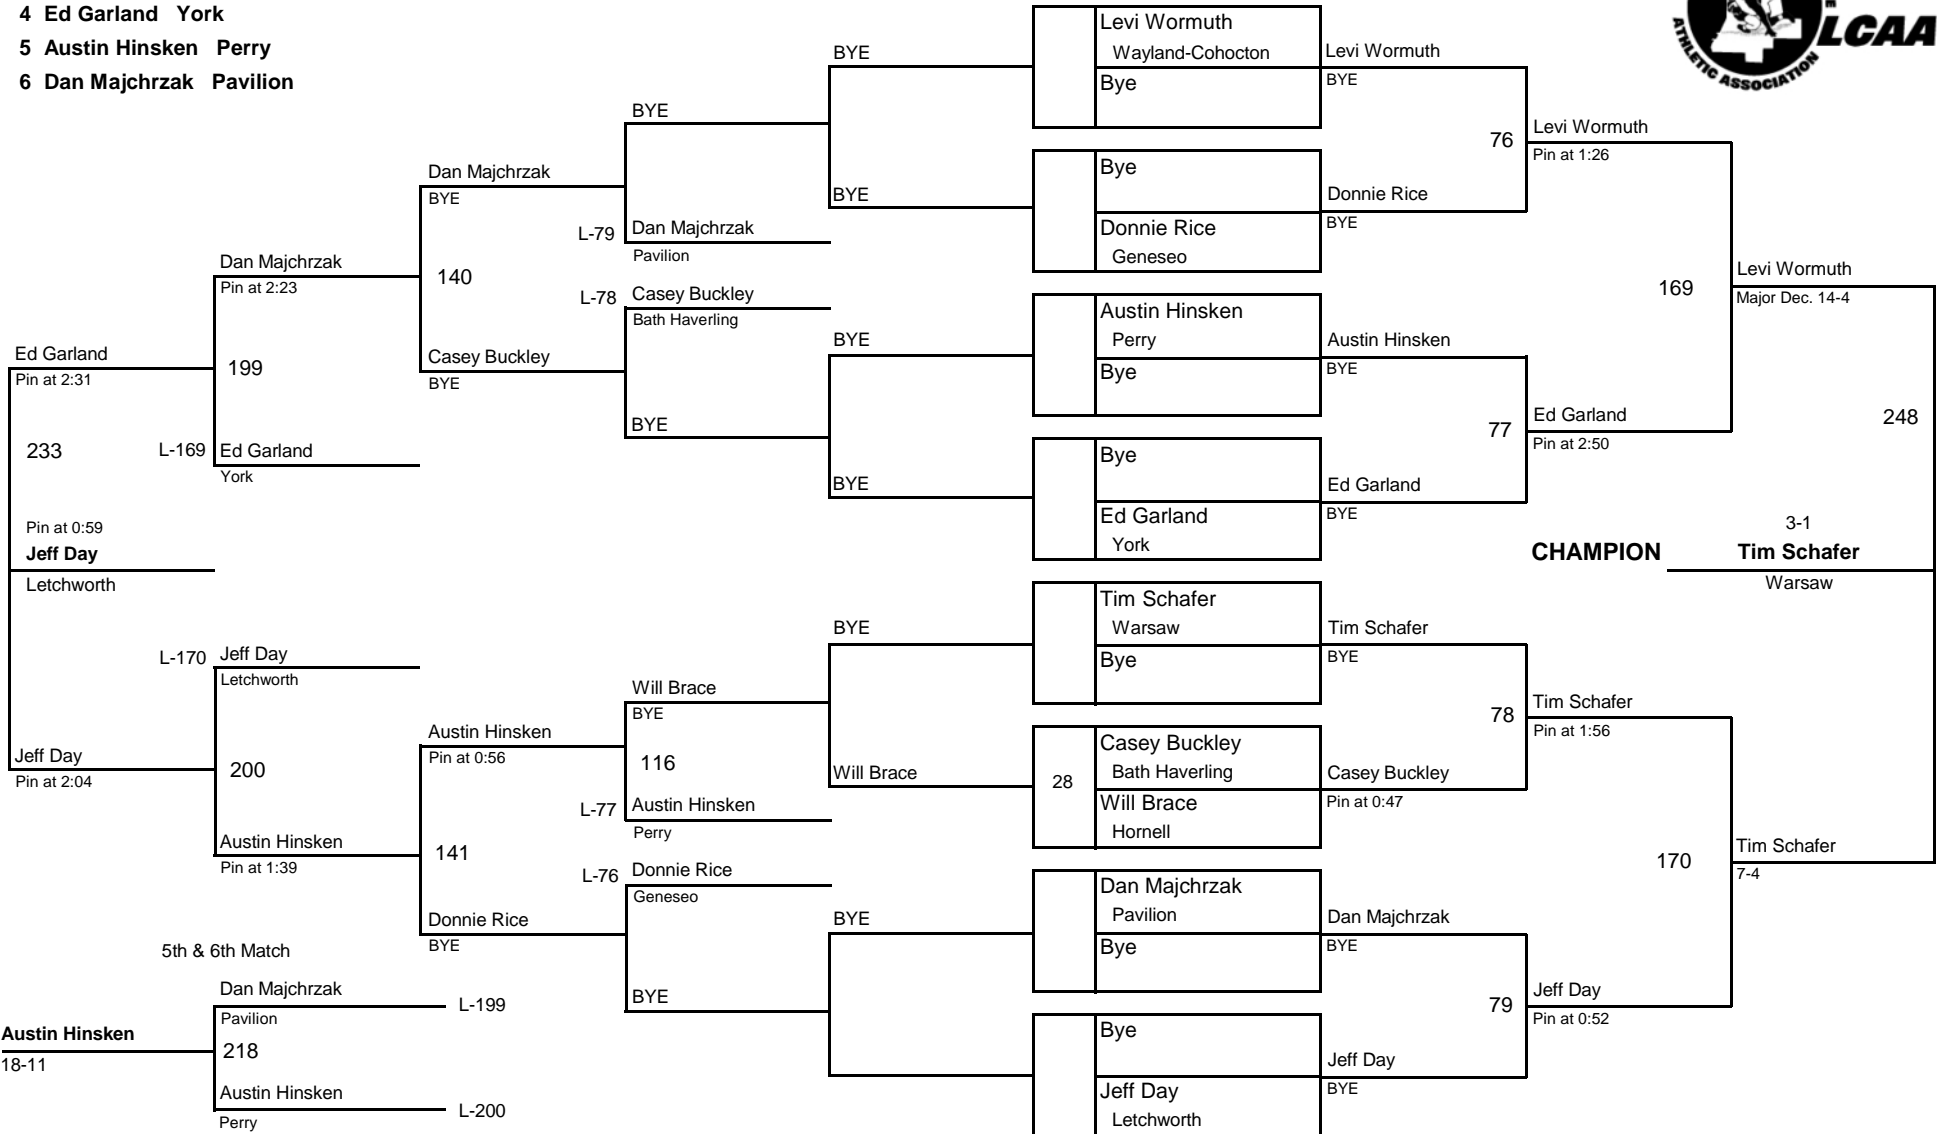 4 Ed Garland York
5 Austin Hinsken Perry
6 Dan Majchrzak Pavilion
ATHLETIC ASSOCIATION
LCAA
Levi Wormuth
Wayland-Cohocton
Bye
Bye
Donnie Rice
Geneseo
Austin Hinsken
Perry
Bye
Bye
Ed Garland
York
Tim Schafer
Warsaw
Bye
28
Casey Buckley
Bath Haverling
Will Brace
Hornell
Dan Majchrzak
Pavilion
Bye
Bye
Jeff Day
Letchworth
Levi Wormuth
BYE
76
Donnie Rice
BYE
Austin Hinsken
BYE
77
Ed Garland
BYE
Tim Schafer
BYE
78
Casey Buckley
Pin at 0:47
Dan Majchrzak
BYE
79
Jeff Day
BYE
Levi Wormuth
Pin at 1:26
169
Ed Garland
Pin at 2:50
Tim Schafer
Pin at 1:56
170
Jeff Day
Pin at 0:52
Levi Wormuth
Major Dec. 14-4
248
Tim Schafer
7-4
3-1
CHAMPION Tim Schafer
Warsaw
BYE
BYE
BYE
BYE
BYE
Will Brace
BYE
BYE
L-79 Dan Majchrzak
Pavilion
L-78 Casey Buckley
Bath Haverling
BYE
Will Brace
BYE
116
L-77 Austin Hinsken
Perry
L-76 Donnie Rice
Geneseo
BYE
Dan Majchrzak
BYE
140
Casey Buckley
BYE
Austin Hinsken
Pin at 0:56
141
Donnie Rice
BYE
Dan Majchrzak
Pin at 2:23
199
L-169 Ed Garland
York
L-170 Jeff Day
Letchworth
200
Austin Hinsken
Pin at 1:39
Ed Garland
Pin at 2:31
233
Pin at 0:59
Jeff Day
Letchworth
Jeff Day
Pin at 2:04
5th & 6th Match
Dan Majchrzak
L-199
Pavilion
Austin Hinsken
218
18-11
Austin Hinsken
L-200
Perry